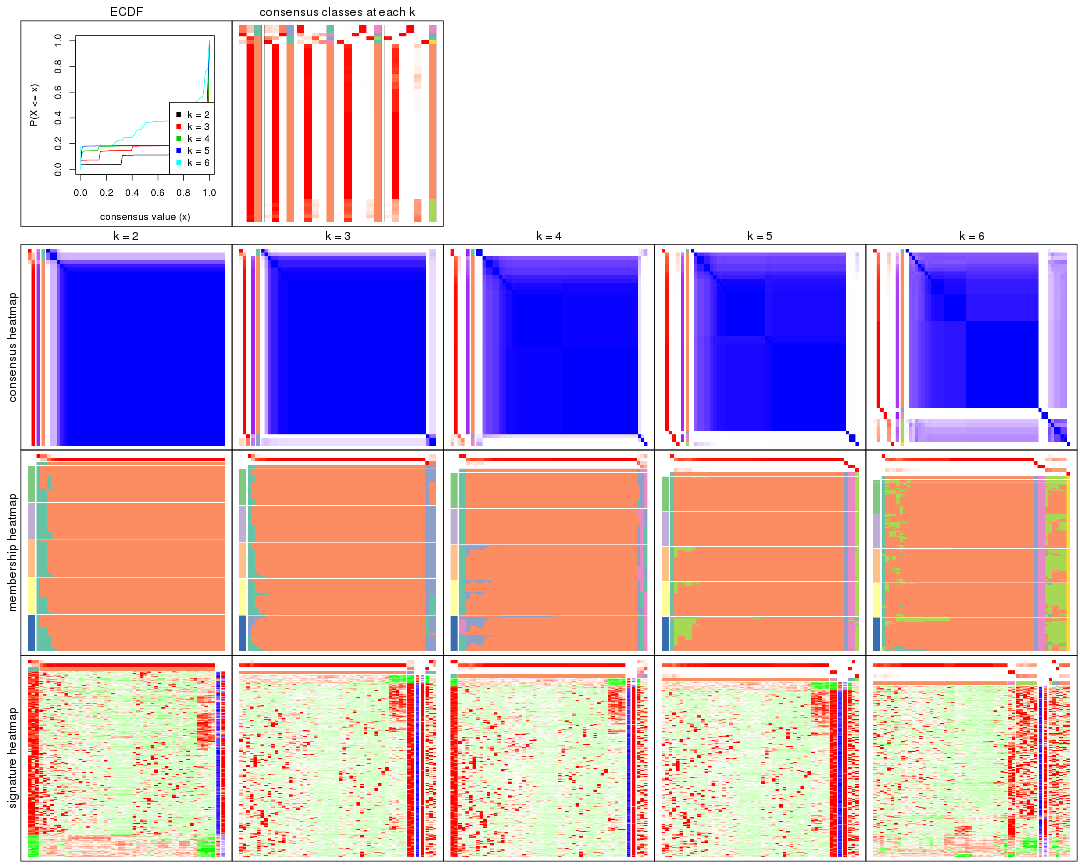 ECDF
consensus classes at each k
P(X <= x)
1.0
0.8
0.6
0.4
0.2
0.0
k = 2
k = 3
k = 4
k = 5
k = 6
0.0 0.2 0.4 0.6 0.8 1.0
consensus value (x)
k = 2
k = 3
k = 4
k = 5
k = 6
consensus heatmap
membership heatmap
signature heatmap